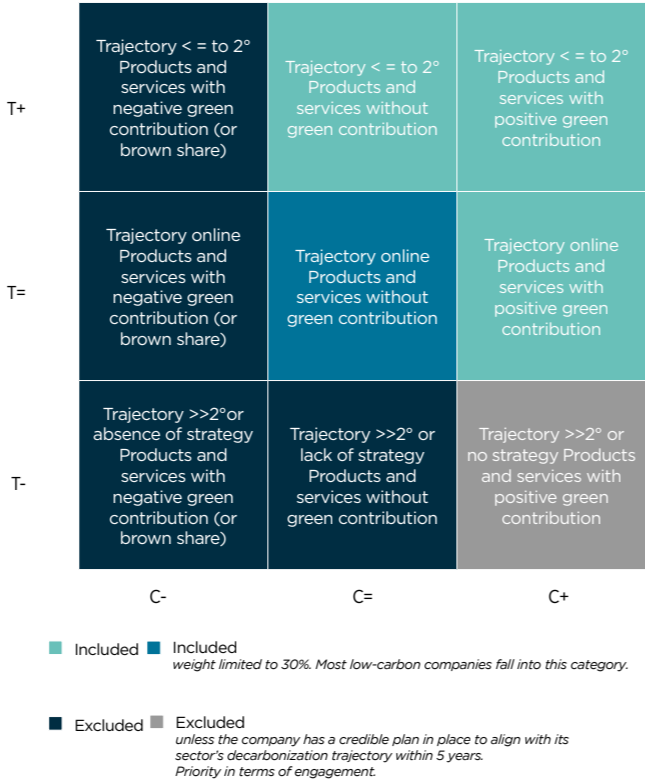 T+
Trajectory < = to 2°
Products and
services with
negative green
contribution (or
brown share)
Trajectory < = to 2°
Products and
services without
green contribution
Trajectory < = to 2°
Products and
services with
positive green
contribution
T=
Trajectory online
Products and
services with
negative green
contribution (or
brown share)
Trajectory online
Products and
services without
green contribution
Trajectory online
Products and
services with
positive green
contribution
T-
Trajectory >>2°or
absence of strategy
Products and
services with
negative green
contribution (or
brown share)
Trajectory >>2° or
lack of strategy
Products and
services without
green contribution
Trajectory >>2° or
no strategy Products
and services with
positive green
contribution
C-
C=
C+
Included
Included
weight limited to 30%. Most low-carbon companies fall into this category.
Excluded
Excluded
unless the company has a credible plan in place to align with its
sector's decarbonization trajectory within 5 years.
Priority in terms of engagement.